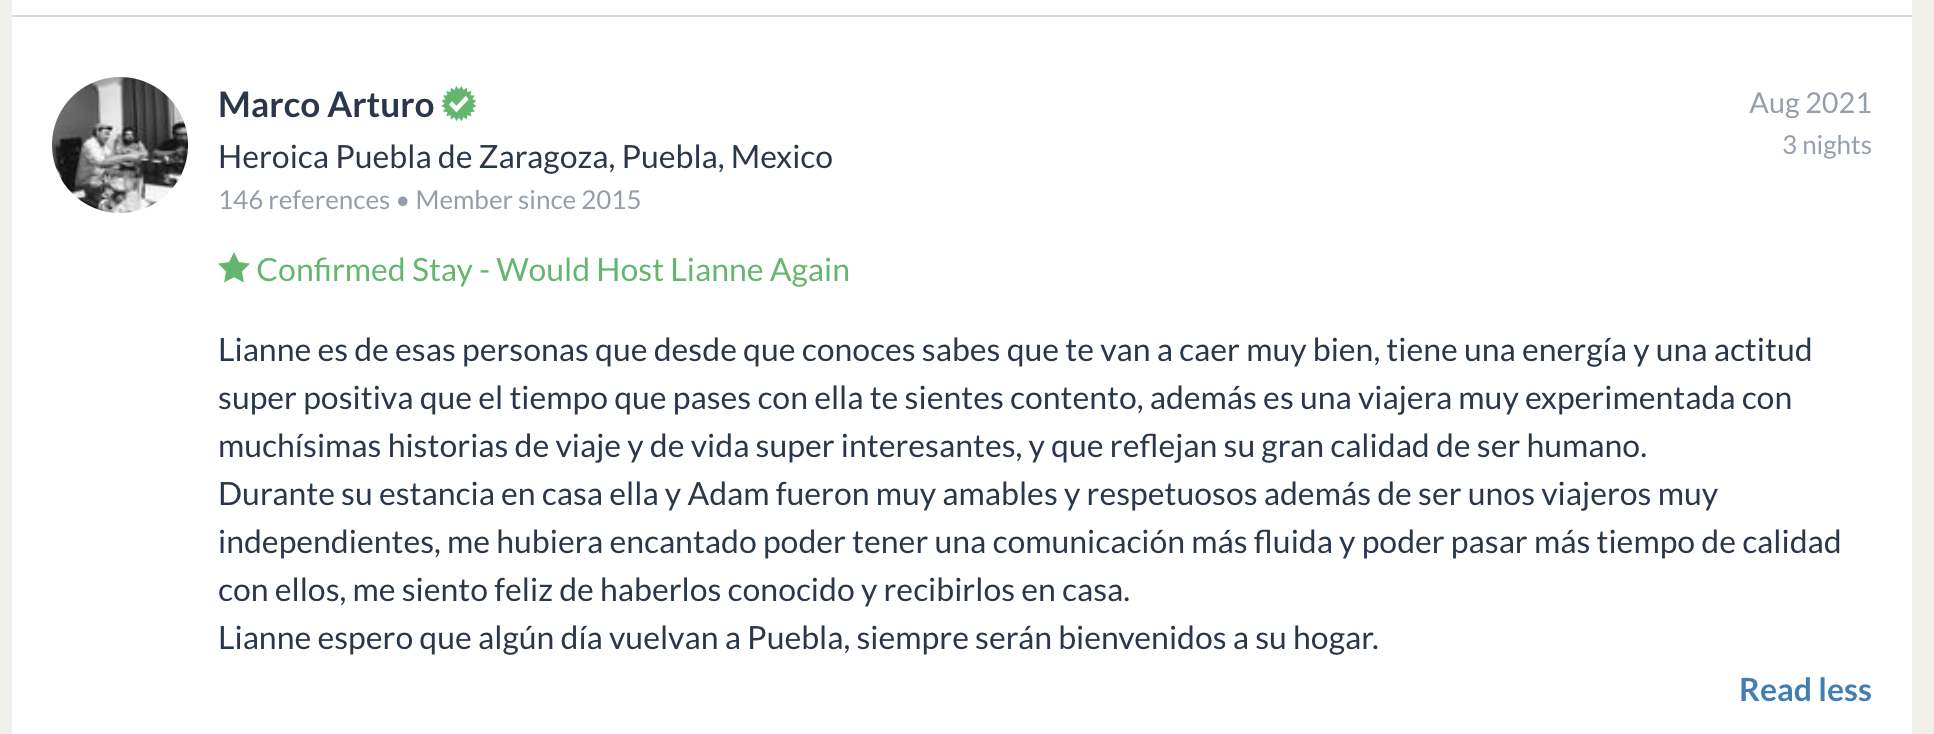 Marco Arturo
Aug 2021
Heroica Puebla de Zaragoza, Puebla, Mexico
3 nights
146 references • Member since 2015
Confirmed Stay - Would Host Lianne Again
Lianne es de esas personas que desde que conoces sabes que te van a caer muy bien, tiene una energía y una actitud
super positiva que el tiempo que pases con ella te sientes contento, además es una viajera muy experimentada con
muchísimas historias de viaje y de vida super interesantes, y que reflejan su gran calidad de ser humano.
Durante su estancia en casa ella y Adam fueron muy amables y respetuosos además de ser unos viajeros muy
independientes, me hubiera encantado poder tener una comunicación más fluida y poder pasar más tiempo de calidad
con ellos, me siento feliz de haberlos conocido y recibirlos en casa.
Lianne espero que algún día vuelvan a Puebla, siempre serán bienvenidos a su hogar.
Read less